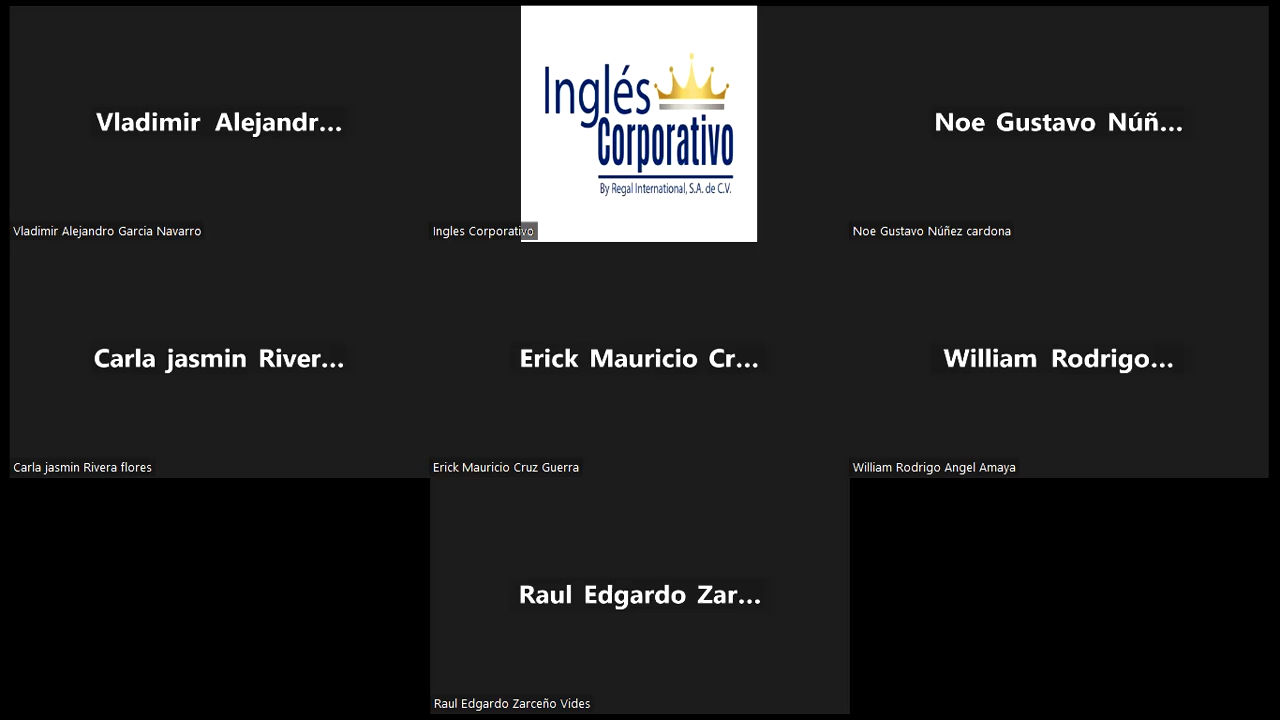 Vladimir Alejandr...
Vladimir Alejandro Garcia Navarro
Inglés
Corporativo
By Regal International, S.A. de C.V.
Ingles Corporativo
Noe Gustavo Núñ...
Noe Gustavo Núñez cardona
Carla jasmin River...
Carla jasmin Rivera flores
Erick Mauricio Cr...
Erick Mauricio Cruz Guerra
William Rodrigo...
William Rodrigo Angel Amaya
Raul Edgardo Zar...
Raul Edgardo Zarceño Vides